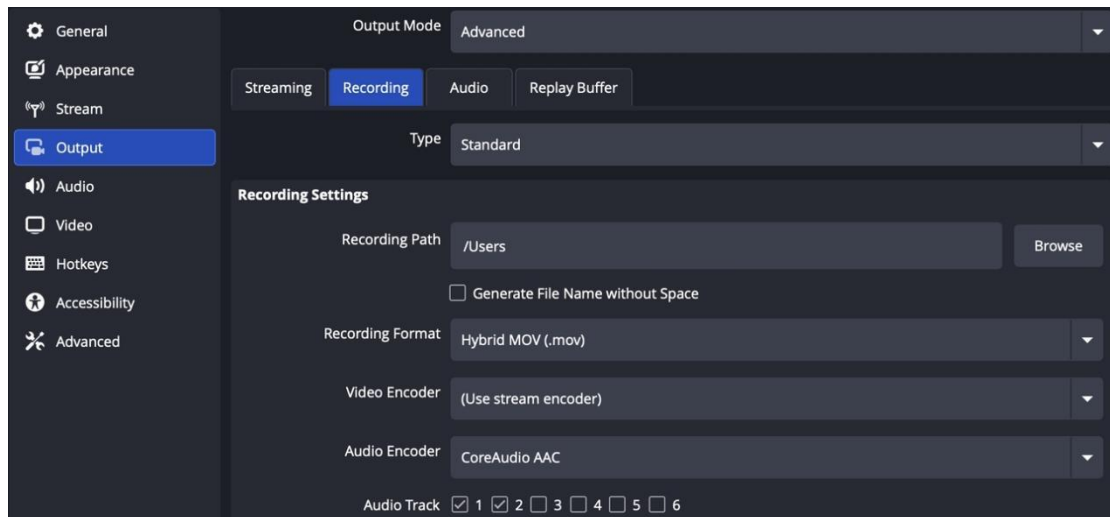 General
Appearance
Stream
Output
Audio
Video
Hotkeys
Accessibility
Advanced
Output Mode Advanced
Streaming Recording Audio Replay Buffer
Type Standard
Recording Settings
Recording Path /Users Browse
Generate File Name without Space
Recording Format Hybrid MOV (.mov)
Video Encoder (Use stream encoder)
Audio Encoder CoreAudio AAC
Audio Track 1 2 3 4 5 6